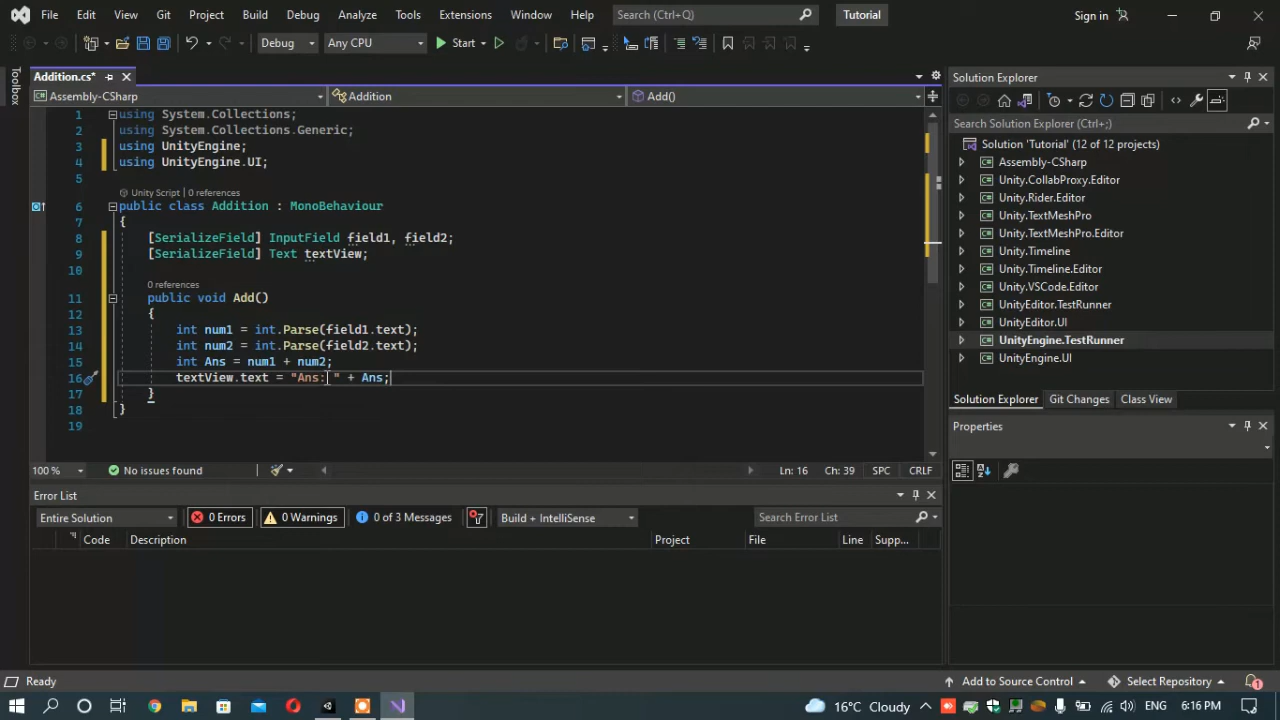 File Edit View Git Project Build Debug Analyze Tools Extensions Window Help Search (Ctrl+Q) Tutorial Sign in
Debug Any CPU Start
Toolbox
Addition.cs*
Assembly-CSharp Addition Add()
1 using System.Collections;
2 using System.Collections.Generic;
3 using UnityEngine;
4 using UnityEngine.UI;
5
Unity Script | 0 references
6 public class Addition : MonoBehaviour
7 {
8 [SerializeField] InputField field1, field2;
9 [SerializeField] Text textView;
10
0 references
11 public void Add()
12 {
13 int num1 = int.Parse(field1.text);
14 int num2 = int.Parse(field2.text);
15 int Ans = num1 + num2;
16 textView.text = "Ans: " + Ans;
17 }
18 }
19
100 % No issues found Ln: 16 Ch: 39 SPC CRLF
Error List
Entire Solution 0 Errors 0 Warnings 0 of 3 Messages Build + IntelliSense Search Error List
Code Description Project File Line Supp...
Solution Explorer
Search Solution Explorer (Ctrl+;)
Solution 'Tutorial' (12 of 12 projects)
Assembly-CSharp
Unity.CollabProxy.Editor
Unity.Rider.Editor
Unity.TextMeshPro
Unity.TextMeshPro.Editor
Unity.Timeline
Unity.Timeline.Editor
Unity.VSCode.Editor
UnityEditor.TestRunner
UnityEditor.UI
UnityEngine.TestRunner
UnityEngine.UI
Solution Explorer Git Changes Class View
Properties
Ready Add to Source Control Select Repository 1
16°C Cloudy ENG 6:16 PM